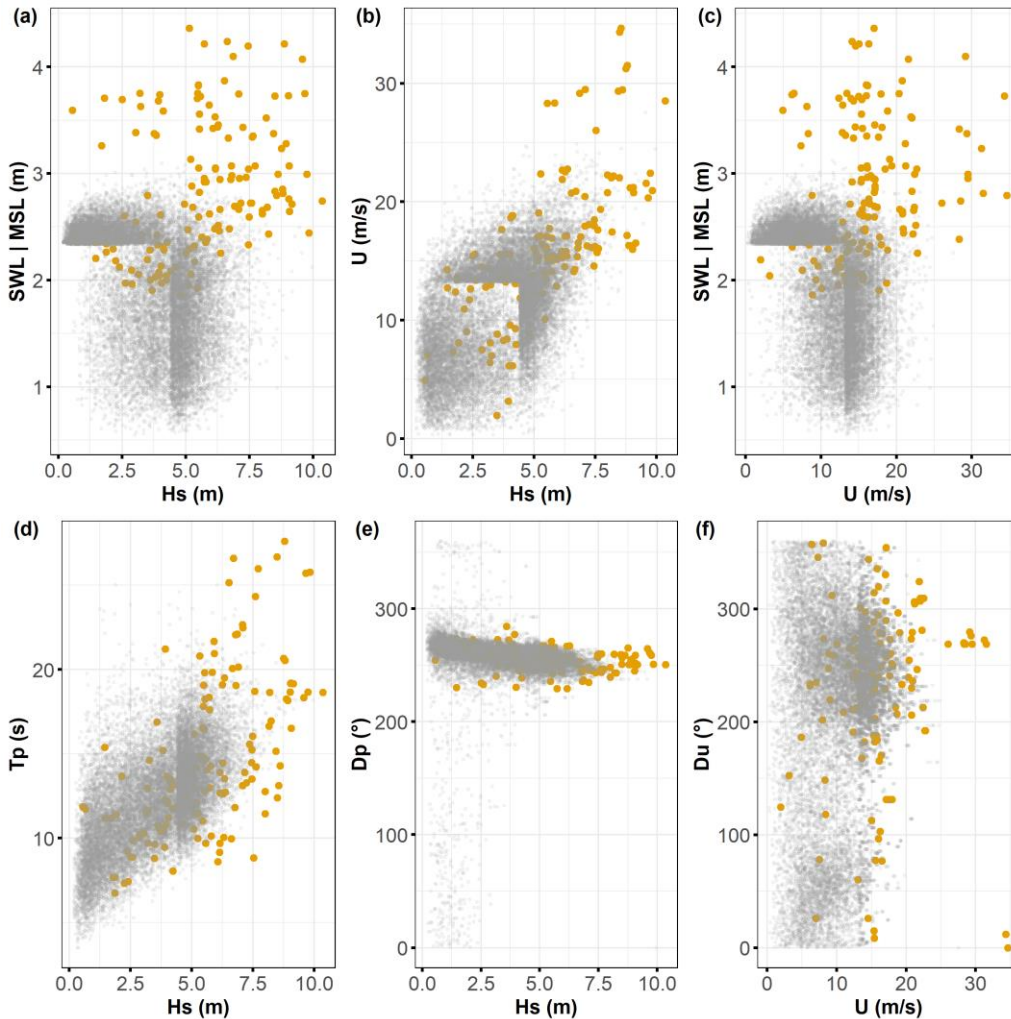 (a) (b) (c)
4 30 4
SWL | MSL (m) U (m/s) SWL | MSL (m)
3 20 3
2 10 2
1 0 1
0.0 2.5 5.0 7.5 10.0 0.0 2.5 5.0 7.5 10.0 0 10 20 30
Hs (m) Hs (m) U (m/s)
(d) (e) (f)
20 300 300
Tp (s) Dp (°) Du (°)
200 200
10 100 100
0 0
0.0 2.5 5.0 7.5 10.0 0.0 2.5 5.0 7.5 10.0 0 10 20 30
Hs (m) Hs (m) U (m/s)